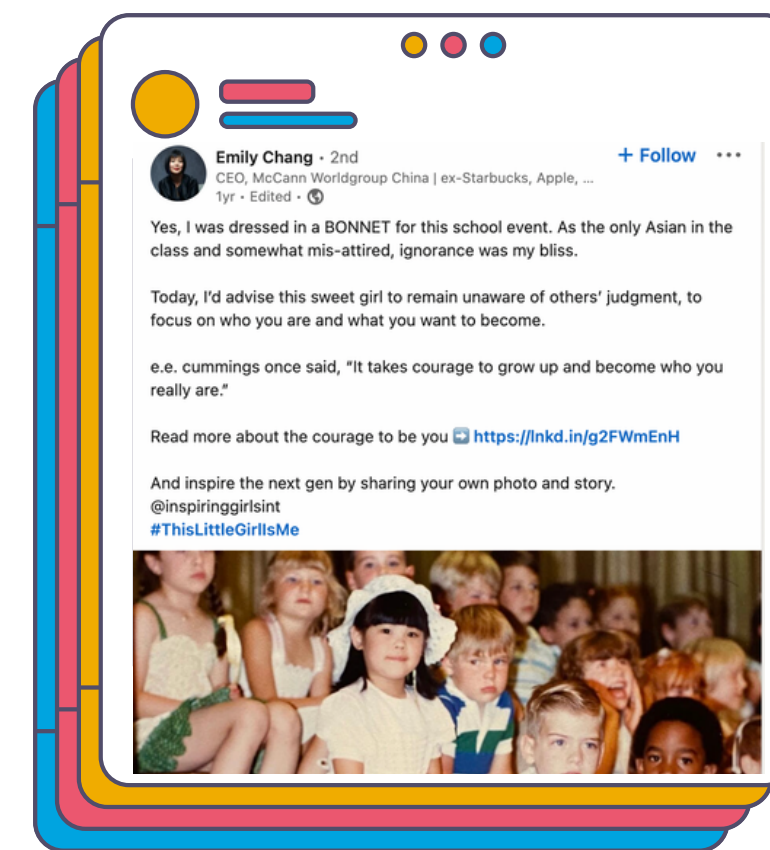 Emily Chang • 2nd
+ Follow •••
CEO, McCann Worldgroup China | ex-Starbucks, Apple, ...
1yr • Edited •
Yes, I was dressed in a BONNET for this school event. As the only Asian in the
class and somewhat mis-attired, ignorance was my bliss.
Today, I'd advise this sweet girl to remain unaware of others' judgment, to
focus on who you are and what you want to become.
e.e. cummings once said, "It takes courage to grow up and become who you
really are."
Read more about the courage to be you ➡️ https://lnkd.in/g2FWmEnH
And inspire the next gen by sharing your own photo and story.
@inspiringgirlsint
#ThisLittleGirlIsMe